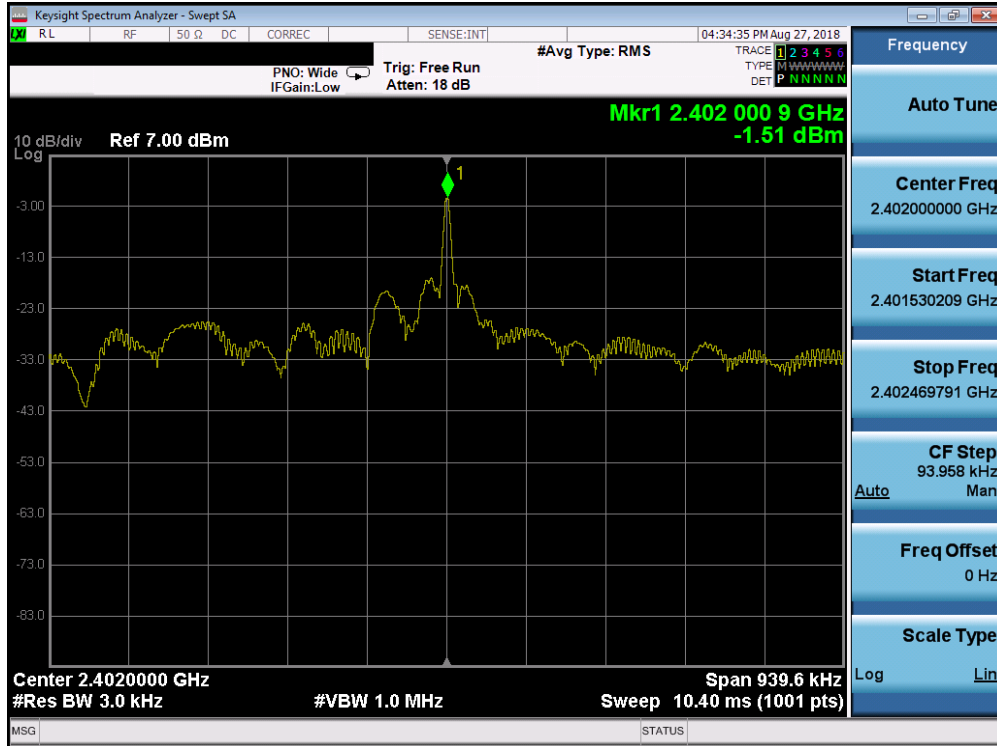 Keysight Spectrum Analyzer - Swept SA
LXI RL RF 50 Ω DC CORREC SENSE:INT 04:34:35 PM Aug 27, 2018
#Avg Type: RMS
TRACE 1 2 3 4 5 6
TYPE M WWWWW
DET P N N N N N
PNO: Wide
IFGain:Low
Trig: Free Run
Atten: 18 dB
Mkr1 2.402 000 9 GHz
-1.51 dBm
10 dB/div
Log
Ref 7.00 dBm
1
-3.00
-13.0
-23.0
-33.0
-43.0
-53.0
-63.0
-73.0
-83.0
Center 2.4020000 GHz
Span 939.6 kHz
#Res BW 3.0 kHz
#VBW 1.0 MHz
Sweep 10.40 ms (1001 pts)
MSG
STATUS
Frequency
Auto Tune
Center Freq
2.402000000 GHz
Start Freq
2.401530209 GHz
Stop Freq
2.402469791 GHz
CF Step
93.958 kHz
Auto Man
Freq Offset
0 Hz
Scale Type
Log Lin